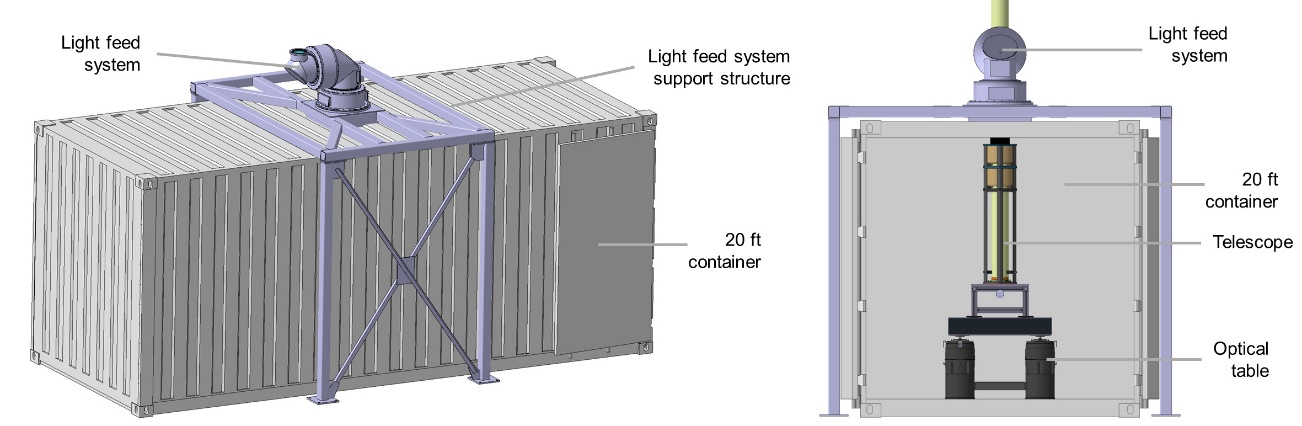 Light feed
system
Light feed system
support structure
20 ft
container
Light feed
system
20 ft
container
Telescope
Optical
table